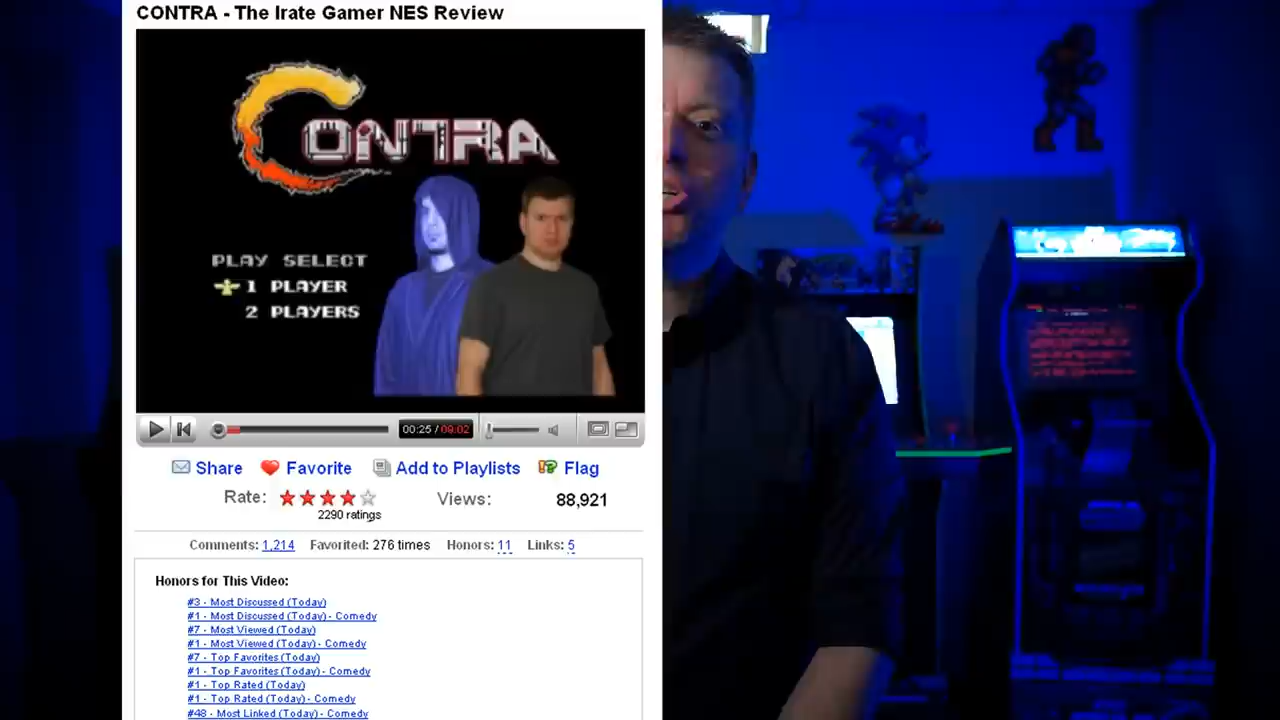 CONTRA - The Irate Gamer NES Review
CONTRA
PLAY SELECT
1 PLAYER
2 PLAYERS
00:25 / 09:02
Share Favorite Add to Playlists Flag
Rate: Views: 88,921
2290 ratings
Comments: 1,214 Favorited: 276 times Honors: 11 Links: 5
Honors for This Video:
#3 - Most Discussed (Today)
#1 - Most Discussed (Today) - Comedy
#7 - Most Viewed (Today)
#1 - Most Viewed (Today) - Comedy
#7 - Top Favorites (Today)
#1 - Top Favorites (Today) - Comedy
#1 - Top Rated (Today)
#1 - Top Rated (Today) - Comedy
#48 - Most Linked (Today) - Comedy